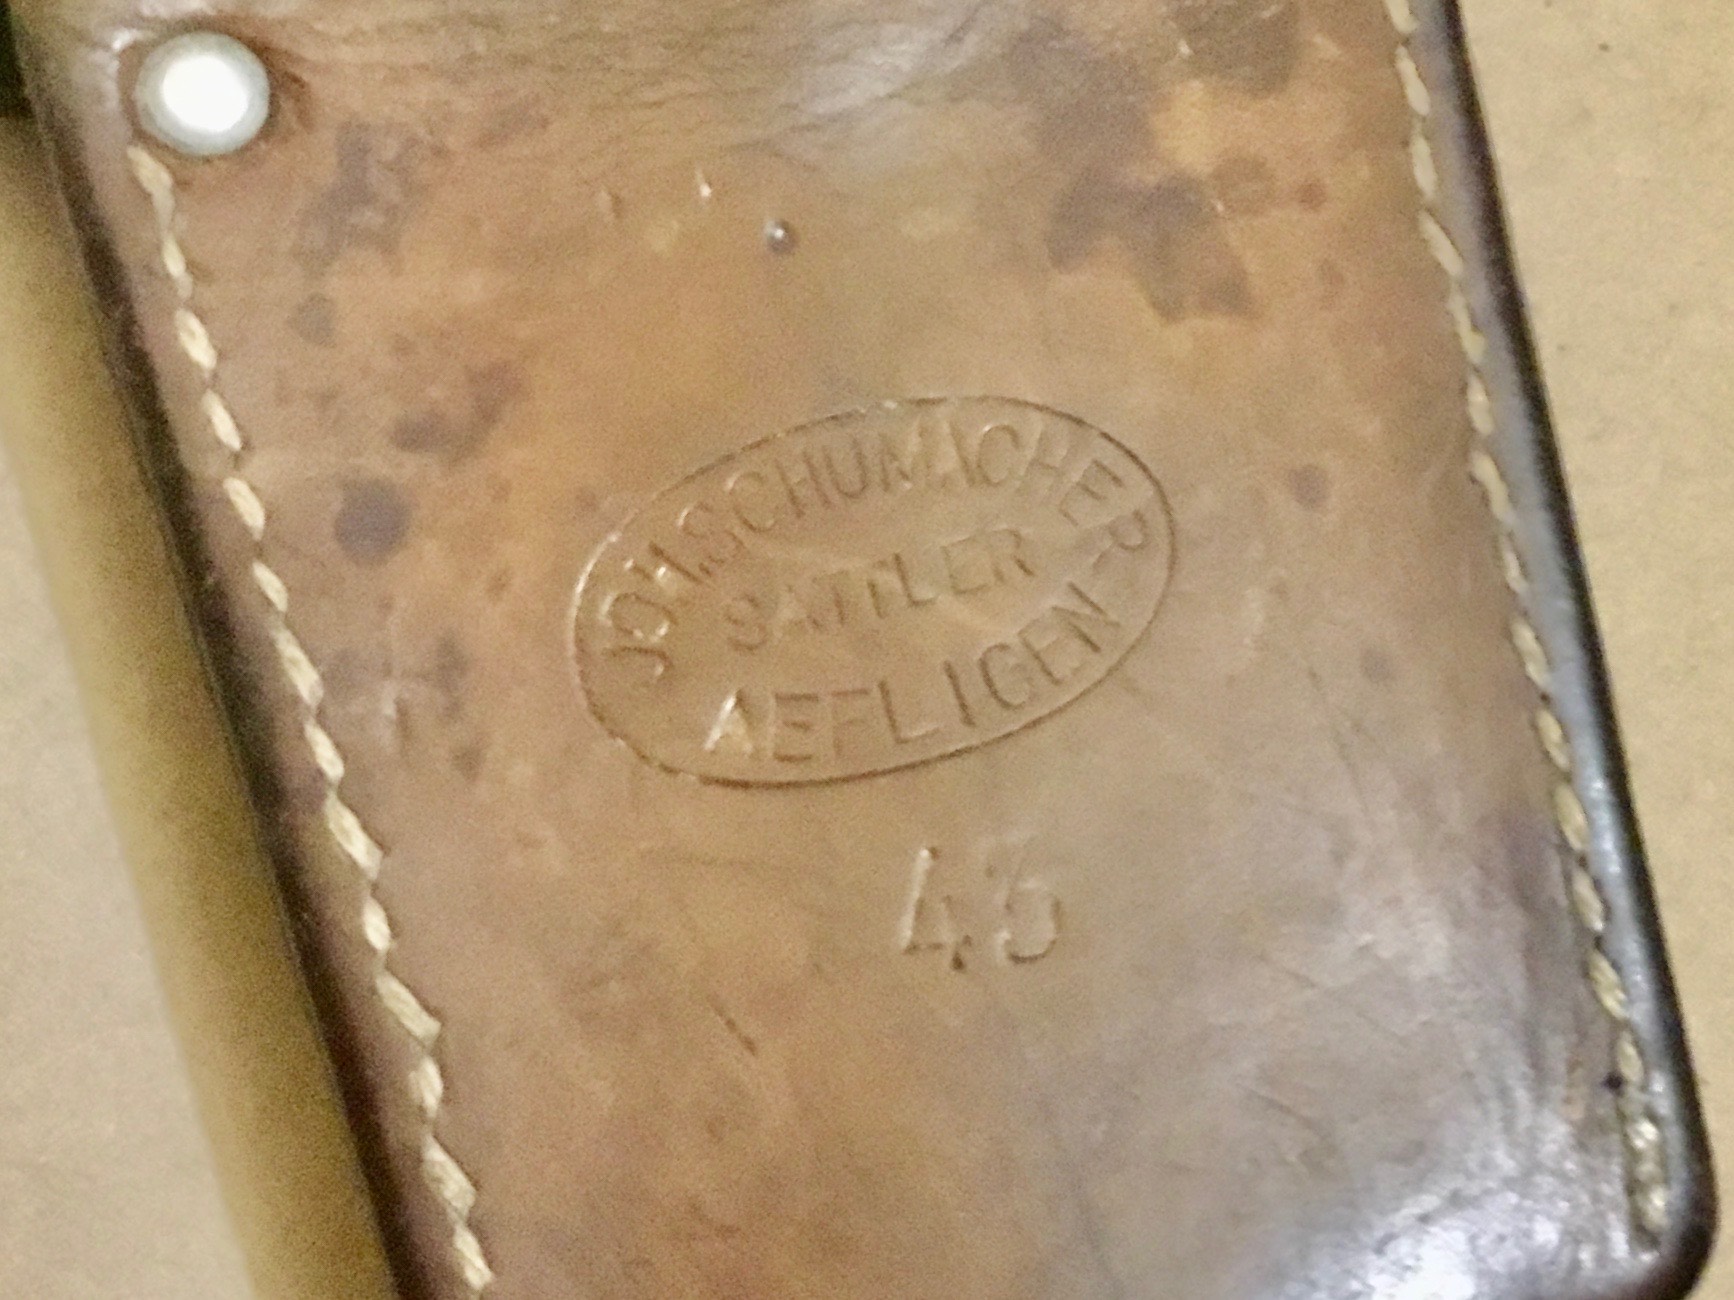 JOH. SCHUMACHER
SATTLER
AEFLIGEN
43